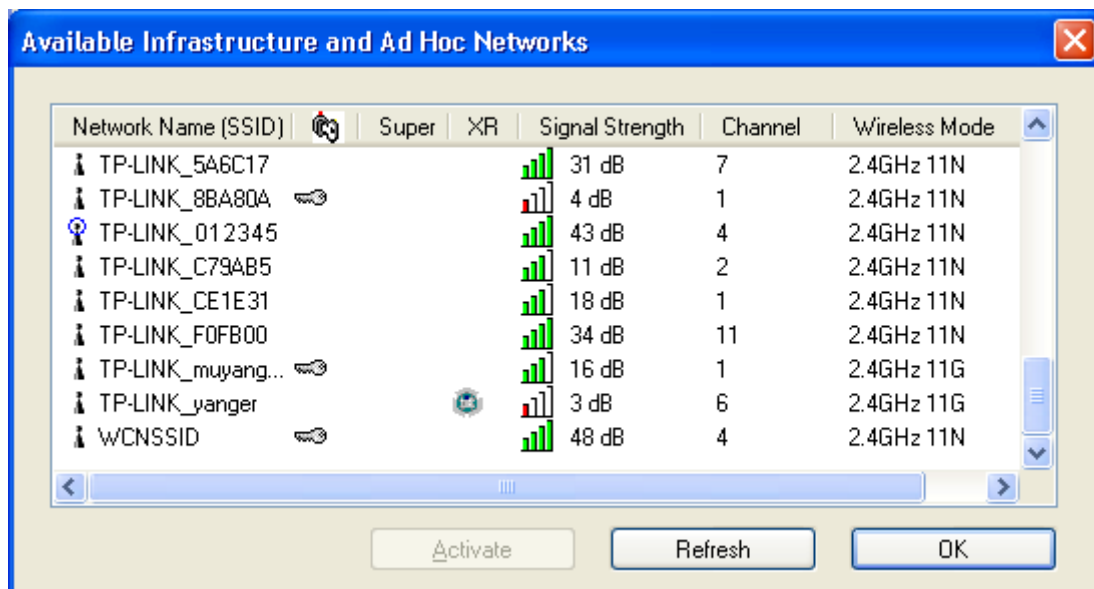 Available Infrastructure and Ad Hoc Networks
Network Name (SSID) Super XR Signal Strength Channel Wireless Mode
TP-LINK_5A6C17 31 dB 7 2.4GHz 11N
TP-LINK_8BA80A 4 dB 1 2.4GHz 11N
TP-LINK_012345 43 dB 4 2.4GHz 11N
TP-LINK_C79AB5 11 dB 2 2.4GHz 11N
TP-LINK_CE1E31 18 dB 1 2.4GHz 11N
TP-LINK_F0FB00 34 dB 11 2.4GHz 11N
TP-LINK_muyang... 16 dB 1 2.4GHz 11G
TP-LINK_yanger 3 dB 6 2.4GHz 11G
WCNSSID 48 dB 4 2.4GHz 11N
Activate Refresh OK